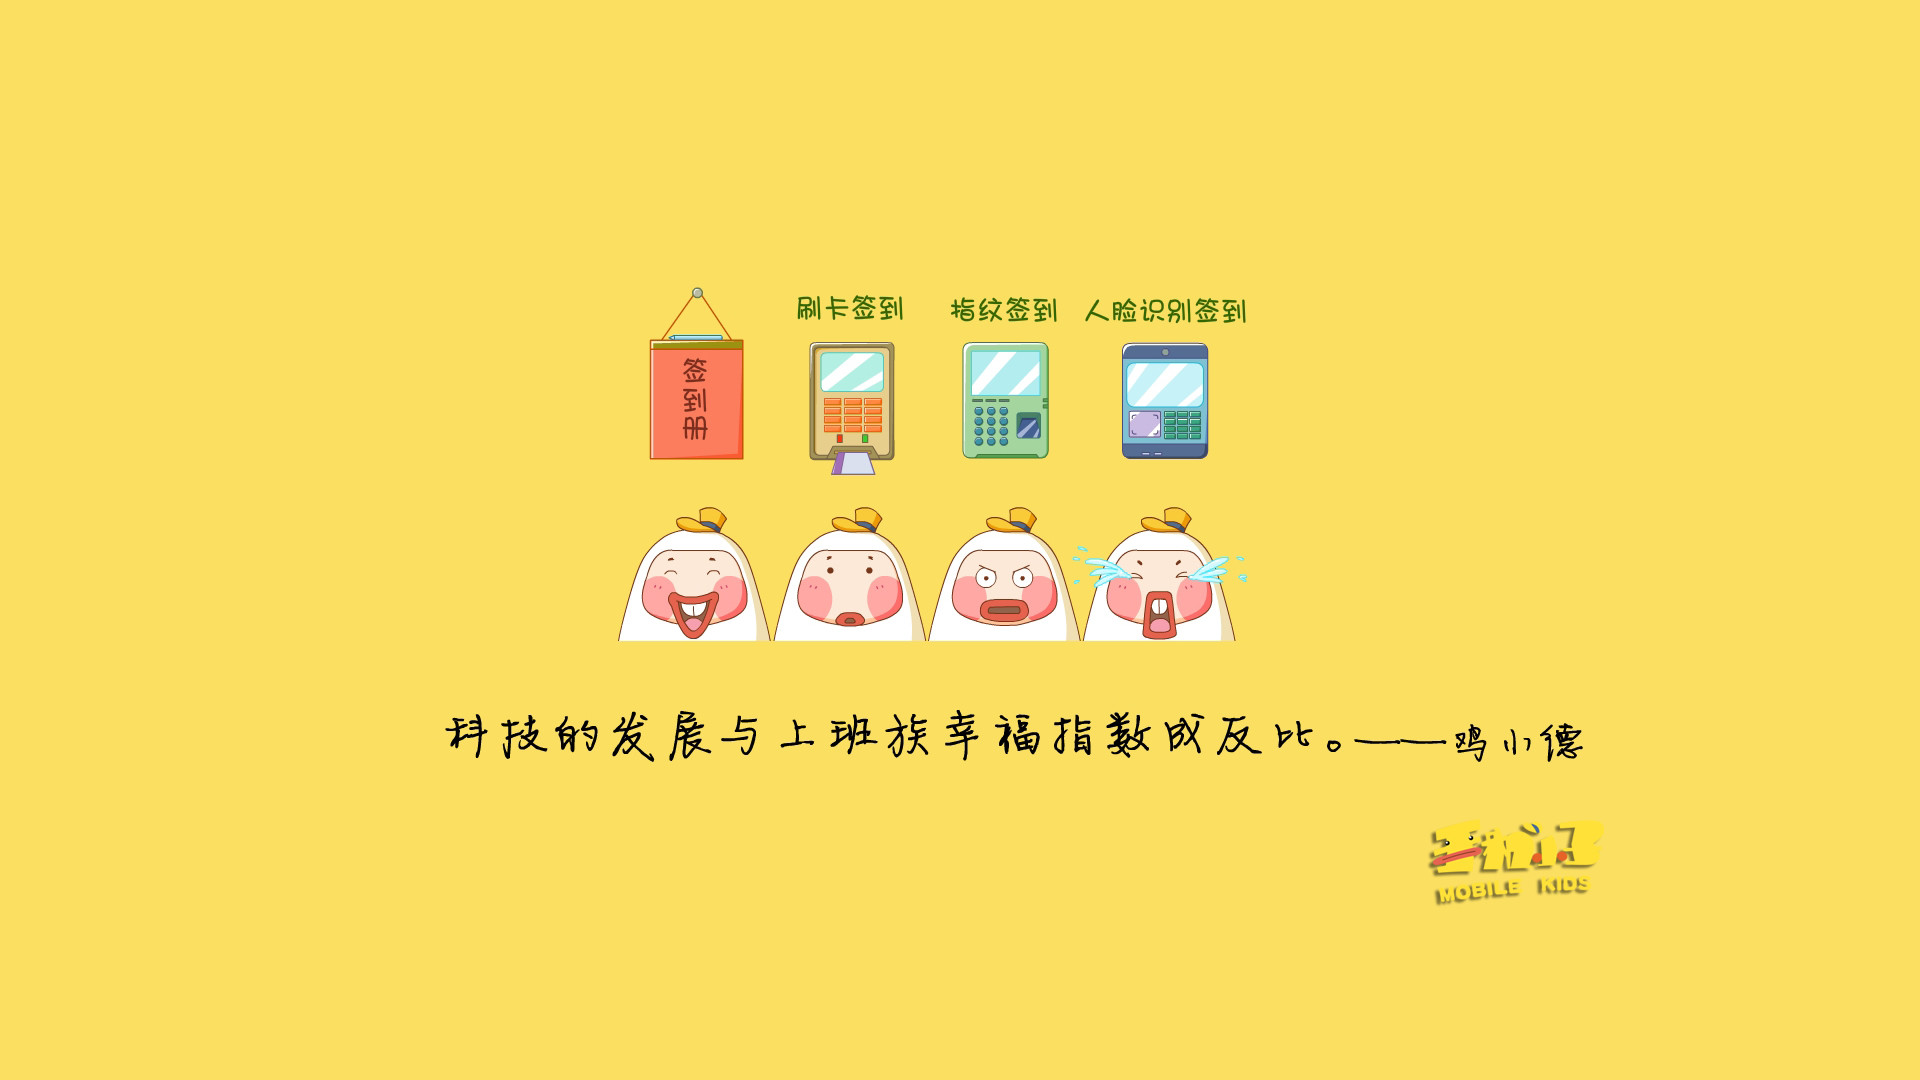 刷卡签到
指纹签到
人脸识别签到
签到册
科技的发展与上班族幸福指数成反比。——鸡小德
MOBILE KIDS